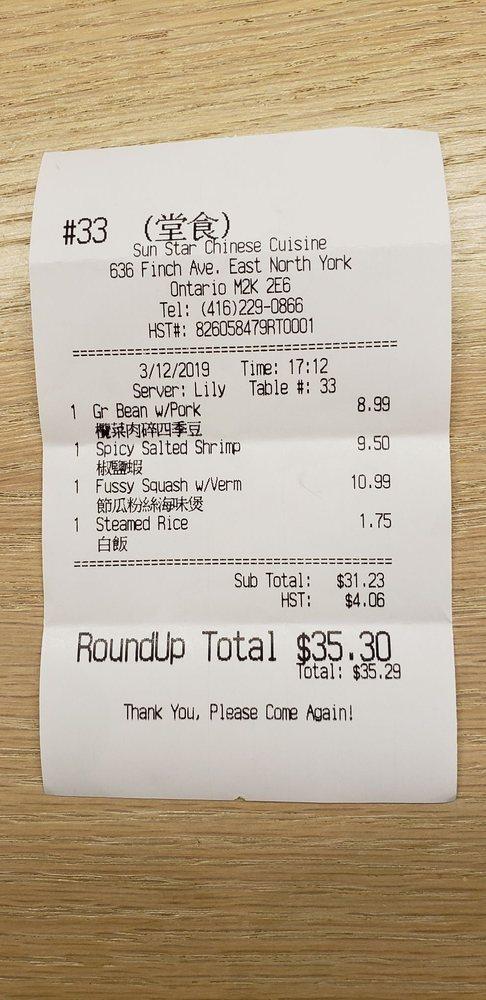 #33 (堂食)
Sun Star Chinese Cuisine
636 Finch Ave. East North York
Ontario M2K 2E6
Tel: (416)229-0866
HST#: 826058479RT0001
==================================================
3/12/2019 Time: 17:12
Server: Lily Table #: 33
1 Gr Bean w/Pork 8.99
欖菜肉碎四季豆
1 Spicy Salted Shrimp 9.50
椒鹽蝦
1 Fussy Squash w/Verm 10.99
節瓜粉絲海味煲
1 Steamed Rice 1.75
白飯
==================================================
Sub Total: $31.23
HST: $4.06
RoundUp Total $35.30
Total: $35.29
Thank You, Please Come Again!